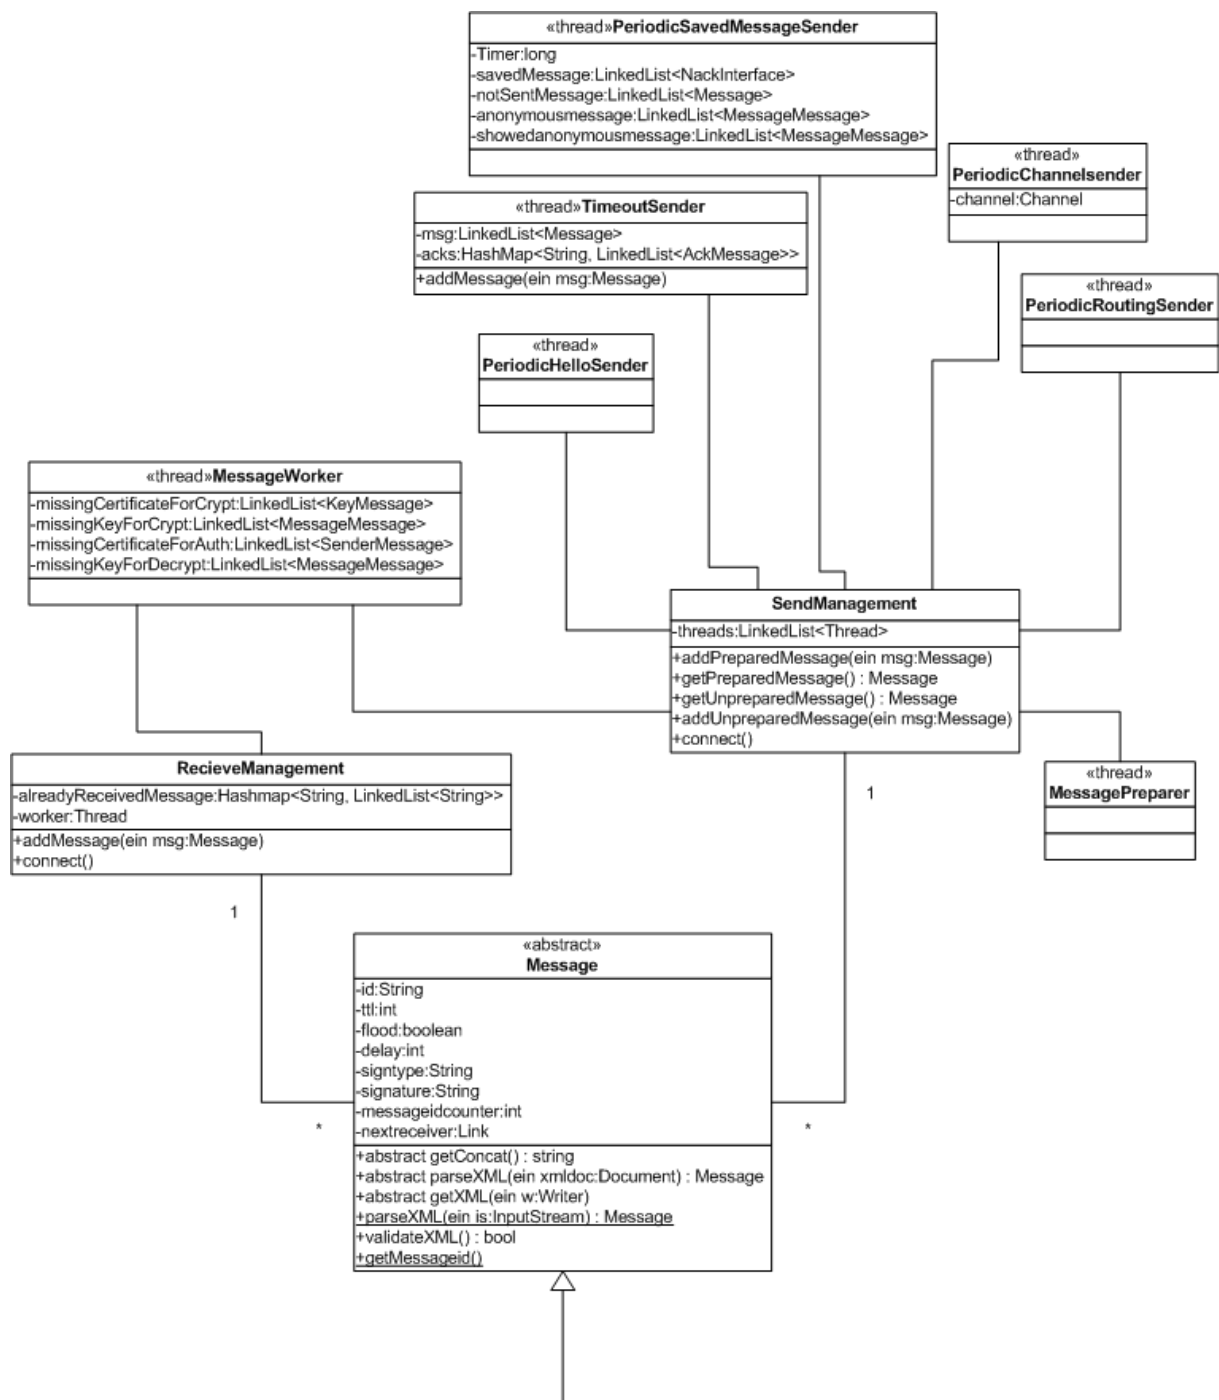 «thread»PeriodicSavedMessageSender
-Timer:long
-savedMessage:LinkedList<NackInterface>
-notSentMessage:LinkedList<Message>
-anonymousmessage:LinkedList<MessageMessage>
-showedanonymousmessage:LinkedList<MessageMessage>
«thread»
PeriodicChannelsender
-channel:Channel
«thread»TimeoutSender
-msg:LinkedList<Message>
-acks:HashMap<String, LinkedList<AckMessage>>
+addMessage(ein msg:Message)
«thread»
PeriodicRoutingSender
«thread»
PeriodicHelloSender
«thread»MessageWorker
-missingCertificateForCrypt:LinkedList<KeyMessage>
-missingKeyForCrypt:LinkedList<MessageMessage>
-missingCertificateForAuth:LinkedList<SenderMessage>
-missingKeyForDecrypt:LinkedList<MessageMessage>
SendManagement
-threads:LinkedList<Thread>
+addPreparedMessage(ein msg:Message)
+getPreparedMessage() : Message
+getUnpreparedMessage() : Message
+addUnpreparedMessage(ein msg:Message)
+connect()
RecieveManagement
-alreadyReceivedMessage:Hashmap<String, LinkedList<String>>
-worker:Thread
+addMessage(ein msg:Message)
+connect()
«thread»
MessagePreparer
1
1
«abstract»
Message
-id:String
-ttl:int
-flood:boolean
-delay:int
-signtype:String
-signature:String
-messageidcounter:int
-nextreceiver:Link
+abstract getConcat() : string
+abstract parseXML(ein xmldoc:Document) : Message
+abstract getXML(ein w:Writer)
+parseXML(ein is:InputStream) : Message
+validateXML() : bool
+getMessageid()
*
*